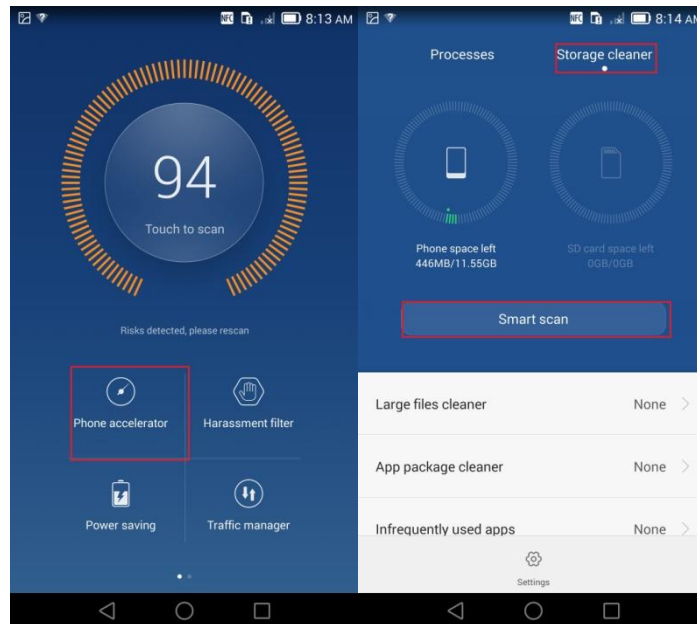 NFC
8:13 AM
94
Touch to scan
Risks detected, please rescan
Phone accelerator
Harassment filter
Power saving
Traffic manager
NFC
8:14 AM
Processes
Storage cleaner
Phone space left
446MB/11.55GB
SD card space left
0GB/0GB
Smart scan
Large files cleaner
None
App package cleaner
None
Infrequently used apps
None
Settings